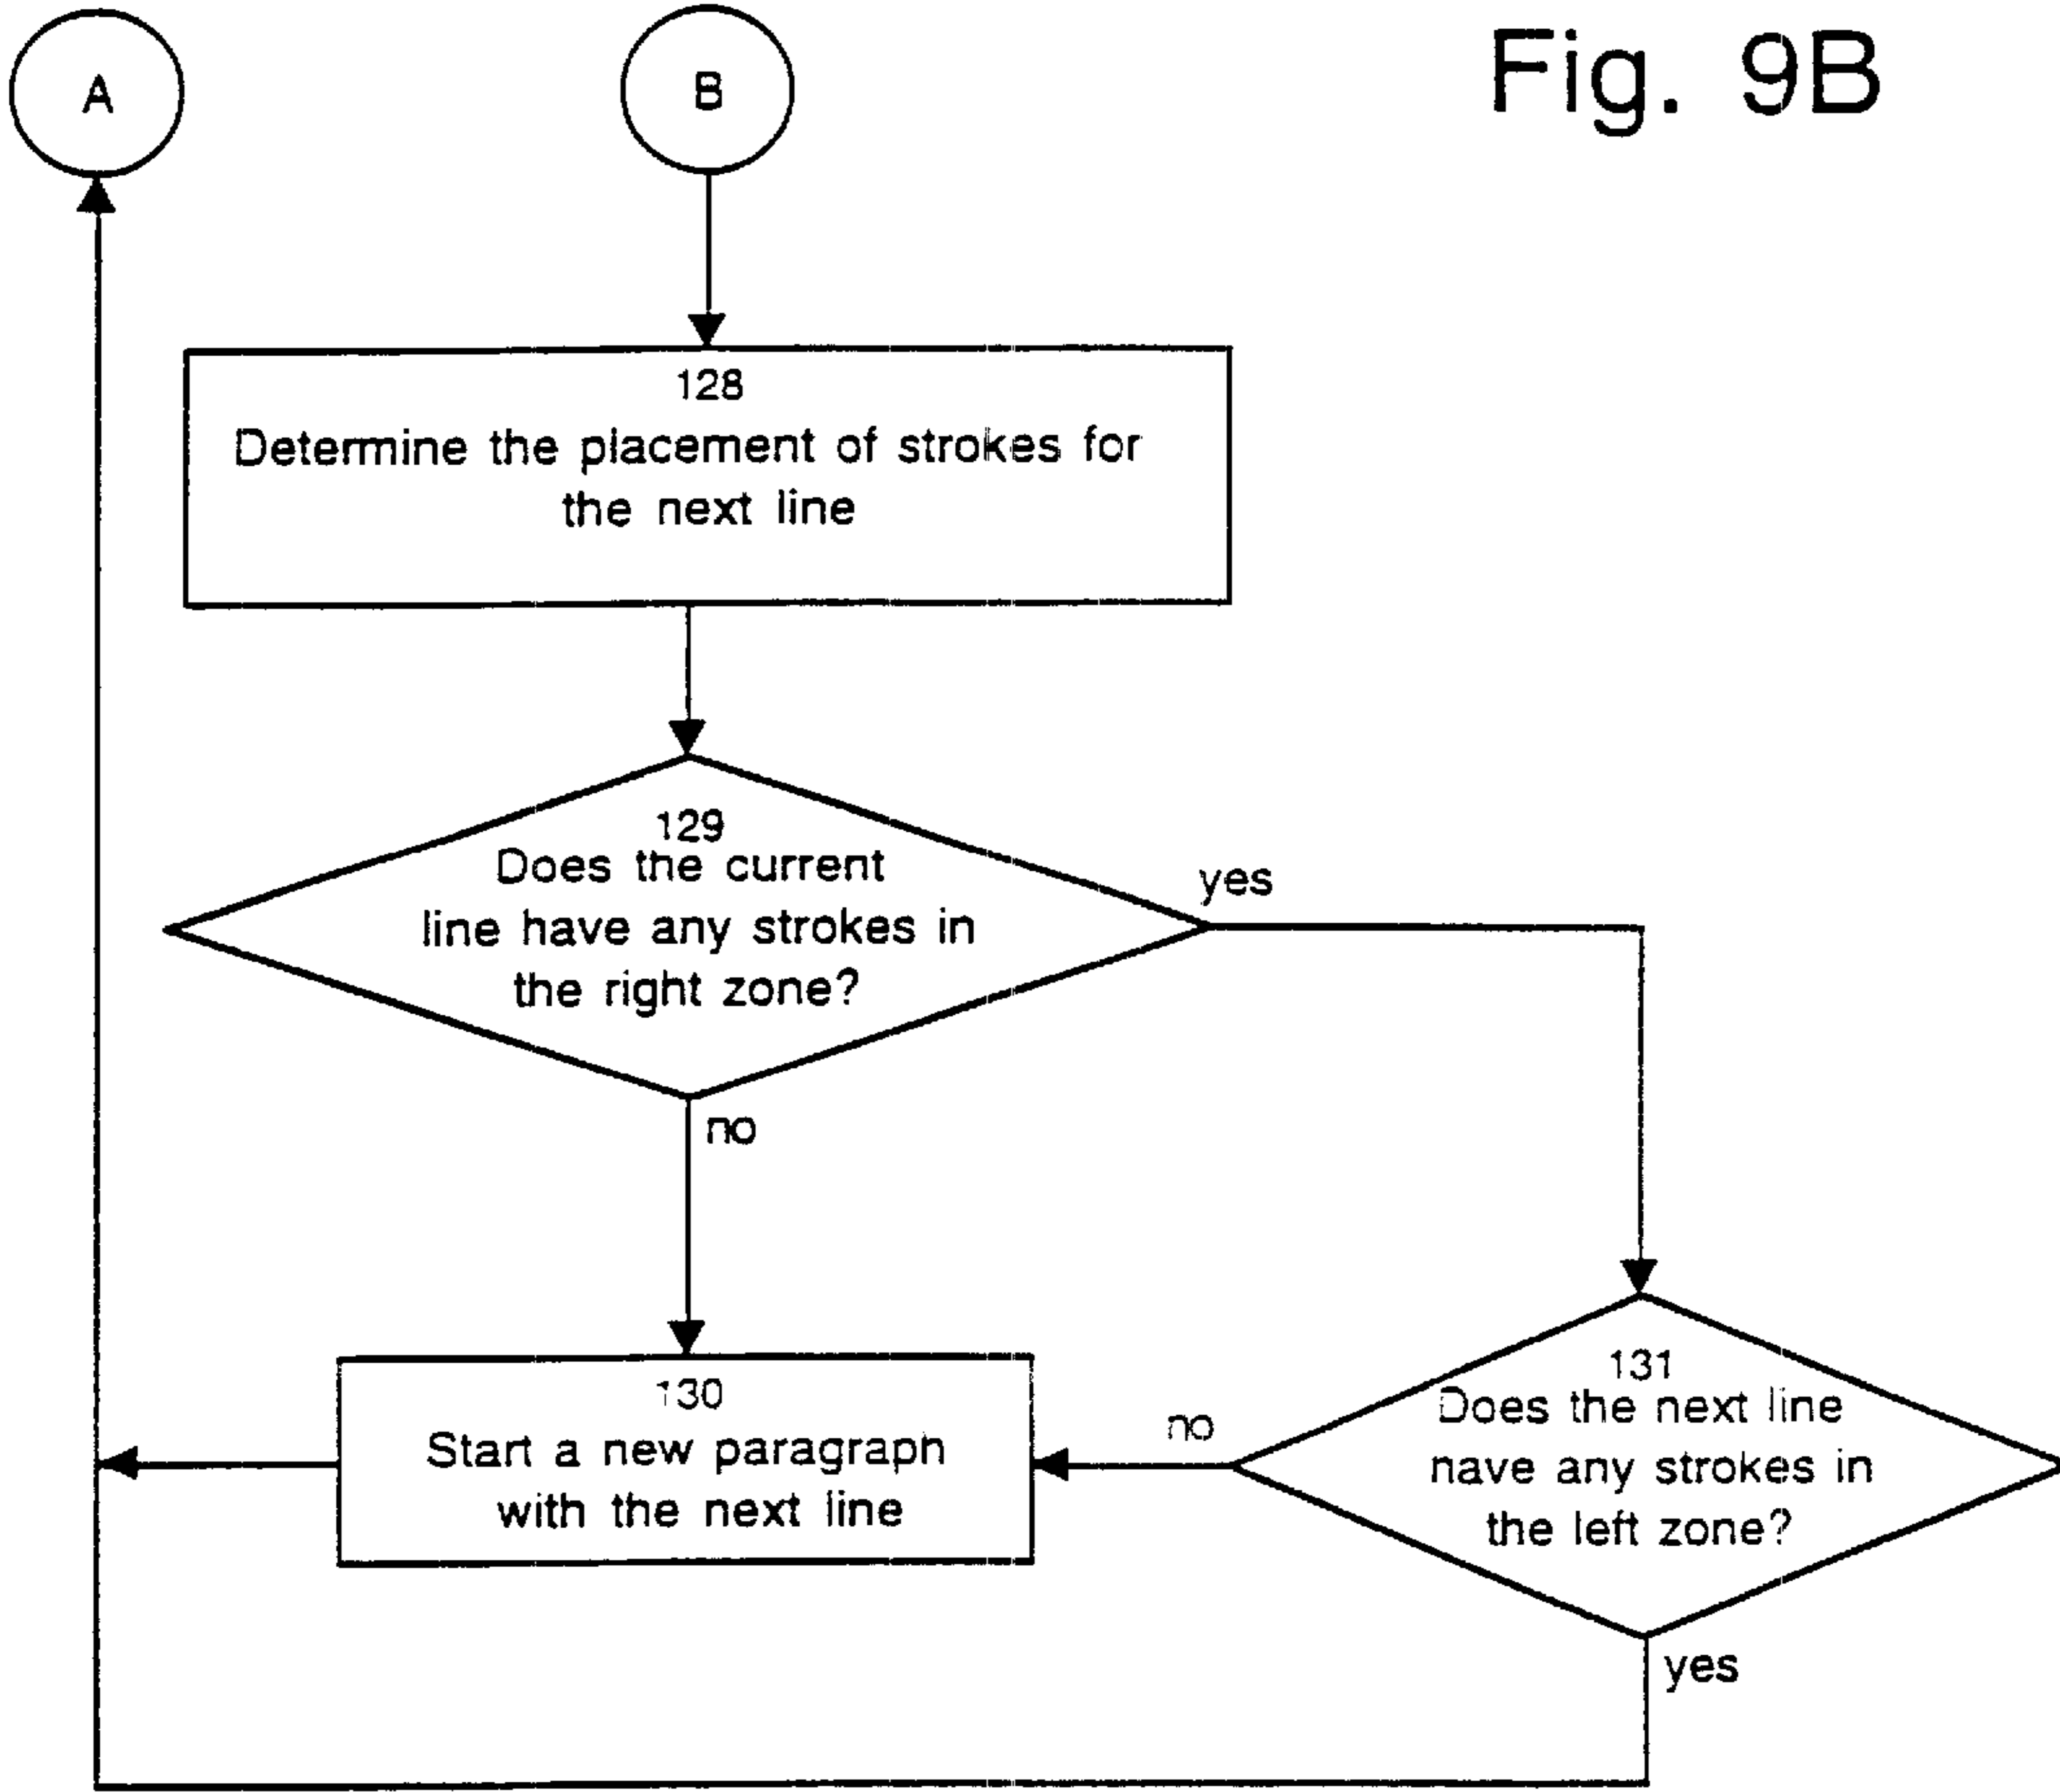 Fig. 9B
A
B
128
Determine the placement of strokes for
the next line
129
Does the current
line have any strokes in
the right zone?
yes
no
130
Start a new paragraph
with the next line
no
131
Does the next line
nave any strokes in
the left zone?
yes